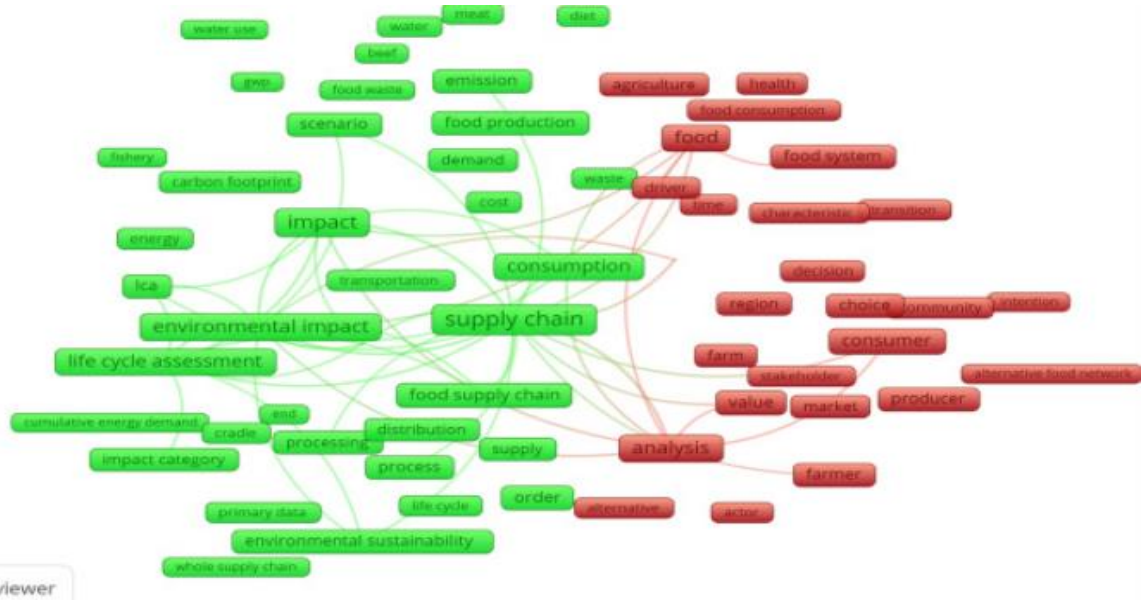 meat
diet
water use
water
beef
gwp
food waste
emission
agriculture
health
food consumption
scenario
food production
food
fishery
demand
food system
carbon footprint
waste
driver
cost
time
characteristic
transition
impact
energy
consumption
lca
transportation
decision
region
choice
community
intention
environmental impact
supply chain
consumer
life cycle assessment
farm
stakeholder
alternative food network
food supply chain
value
market
producer
cumulative energy demand
end
cradle
processing
distribution
impact category
process
supply
analysis
farmer
primary data
life cycle
order
alternative
actor
environmental sustainability
whole supply chain
viewer